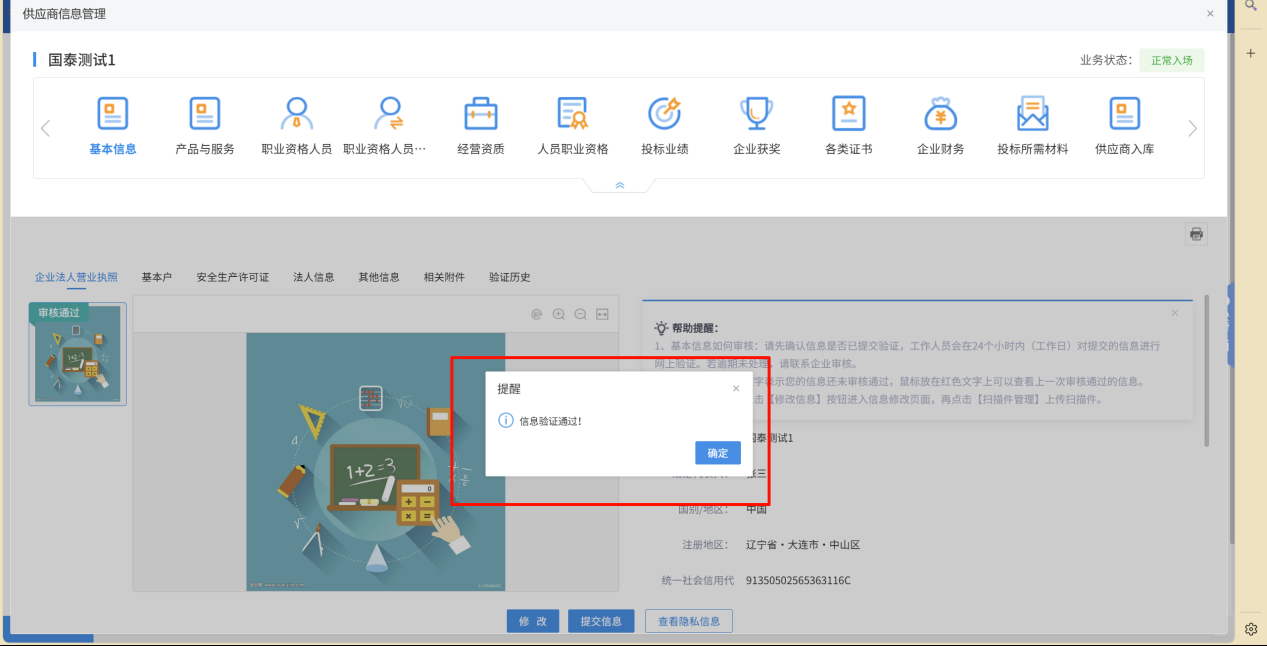 供应商信息管理
国泰测试1
业务状态： 正常入场
基本信息 产品与服务 职业资格人员 职业资格人员… 经营资质 人员职业资格 投标业绩 企业获奖 各类证书 企业财务 投标所需材料 供应商入库
企业法人营业执照 基本户 安全生产许可证 法人信息 其他信息 相关附件 验证历史
审核通过
1+2=3
帮助提醒：
1、基本信息如何审核：请先确认信息是否已提交验证，工作人员会在24个小时内（工作日）对提交的信息进行
网上验证。若逾期未处理，请联系企业审核。
字表示您的信息还未审核通过，鼠标放在红色文字上可以查看上一次审核通过的信息。
击【修改信息】按钮进入信息修改页面，再点击【扫描件管理】上传扫描件。
提醒
信息验证通过！
确定
国泰测试1
张三
国别/地区： 中国
注册地区： 辽宁省·大连市·中山区
统一社会信用代 91350502565363116C
修 改 提交信息 查看隐私信息